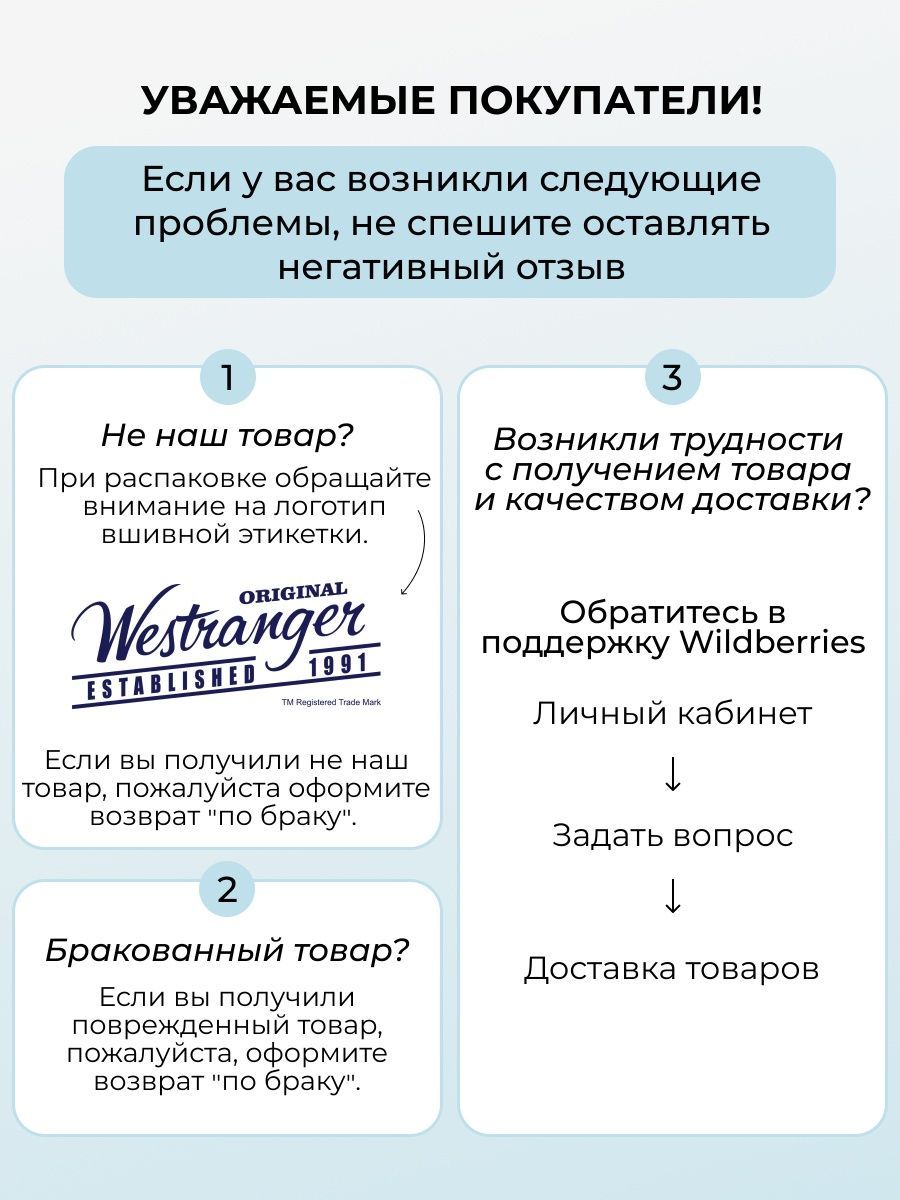 УВАЖАЕМЫЕ ПОКУПАТЕЛИ!
Если у вас возникли следующие
проблемы, не спешите оставлять
негативный отзыв
1
Не наш товар?
При распаковке обращайте
внимание на логотип
вшивной этикетки.
ORIGINAL
Westranger
ESTABLISHED 1991
TM Registered Trade Mark
Если вы получили не наш
товар, пожалуйста оформите
возврат "по браку".
2
Бракованный товар?
Если вы получили
поврежденный товар,
пожалуйста, оформите
возврат "по браку".
3
Возникли трудности
с получением товара
и качеством доставки?
Обратитесь в
поддержку Wildberries
Личный кабинет
↓
Задать вопрос
↓
Доставка товаров